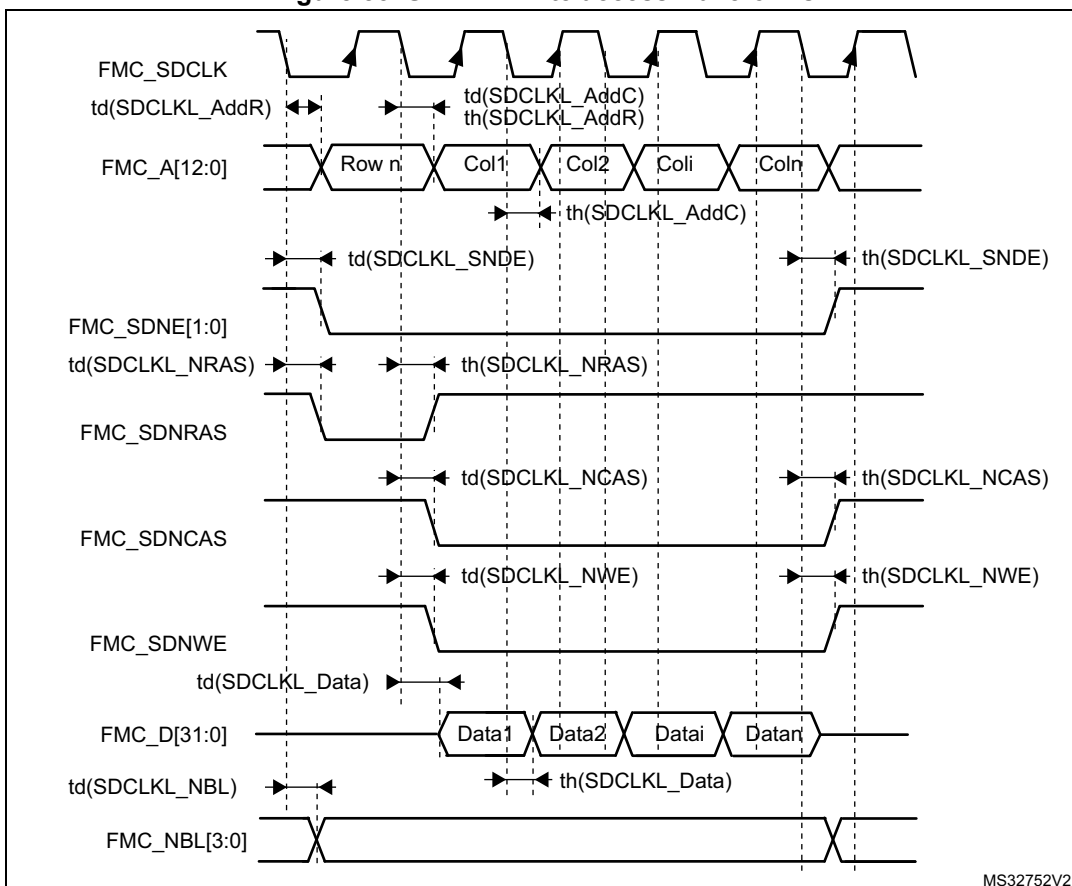 FMC_SDCLK
td(SDCLKL_AddR)
td(SDCLKL_AddC)
th(SDCLKL_AddR)
FMC_A[12:0]
Row n
Col1
Col2
Coli
Coln
th(SDCLKL_AddC)
td(SDCLKL_SNDE)
th(SDCLKL_SNDE)
FMC_SDNE[1:0]
td(SDCLKL_NRAS)
th(SDCLKL_NRAS)
FMC_SDNRAS
td(SDCLKL_NCAS)
th(SDCLKL_NCAS)
FMC_SDNCAS
td(SDCLKL_NWE)
th(SDCLKL_NWE)
FMC_SDNWE
td(SDCLKL_Data)
FMC_D[31:0]
Data1
Data2
Datai
Datan
td(SDCLKL_NBL)
th(SDCLKL_Data)
FMC_NBL[3:0]
MS32752V2